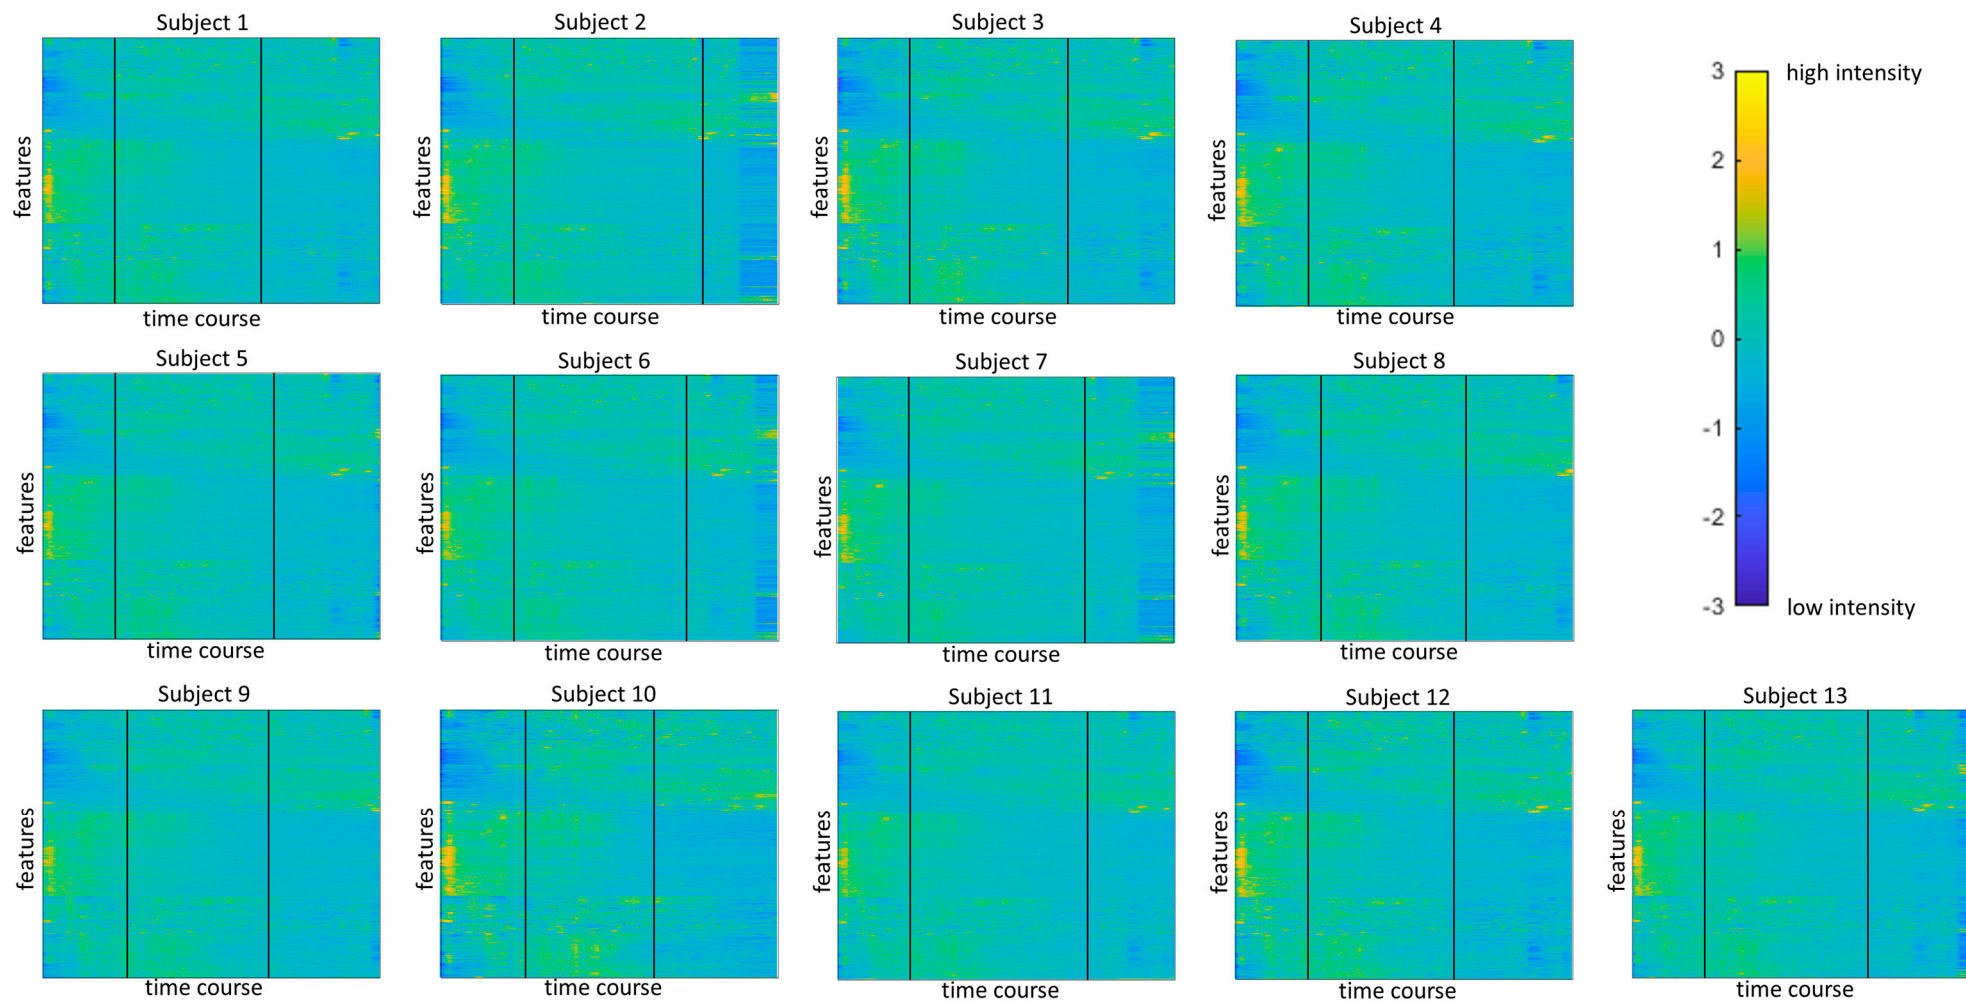 Subject 1
Subject 2
Subject 3
Subject 4
features
features
features
features
time course
time course
time course
time course
3
high intensity
2
1
0
-1
-2
-3
low intensity
Subject 5
Subject 6
Subject 7
Subject 8
features
features
features
features
time course
time course
time course
time course
Subject 9
Subject 10
Subject 11
Subject 12
Subject 13
features
features
features
features
features
time course
time course
time course
time course
time course